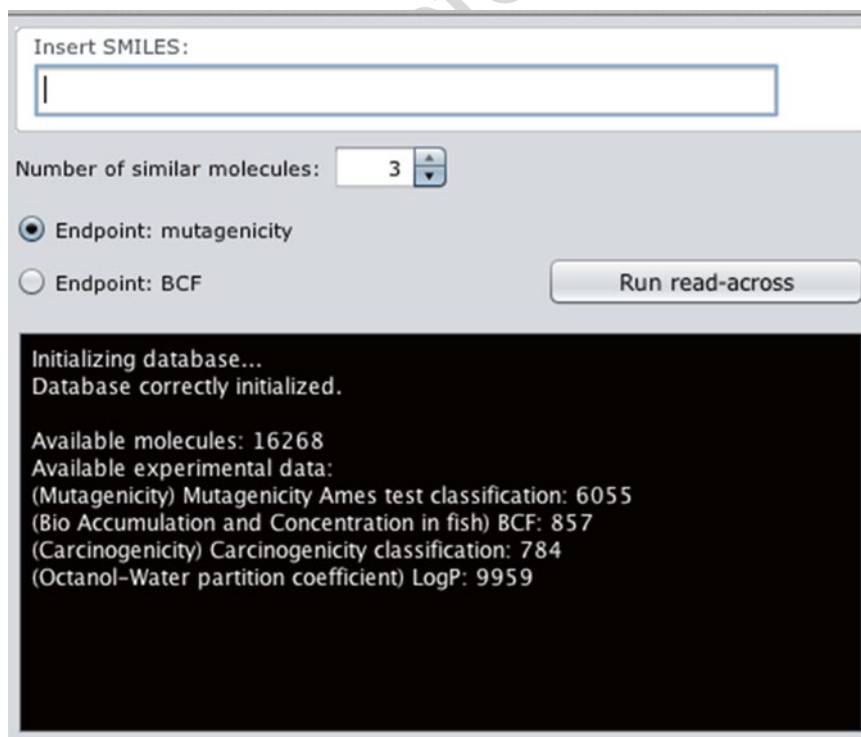 Insert SMILES:
Number of similar molecules: 3
Endpoint: mutagenicity
Endpoint: BCF
Run read-across
Initializing database...
Database correctly initialized.
Available molecules: 16268
Available experimental data:
(Mutagenicity) Mutagenicity Ames test classification: 6055
(Bio Accumulation and Concentration in fish) BCF: 857
(Carcinogenicity) Carcinogenicity classification: 784
(Octanol-Water partition coefficient) LogP: 9959